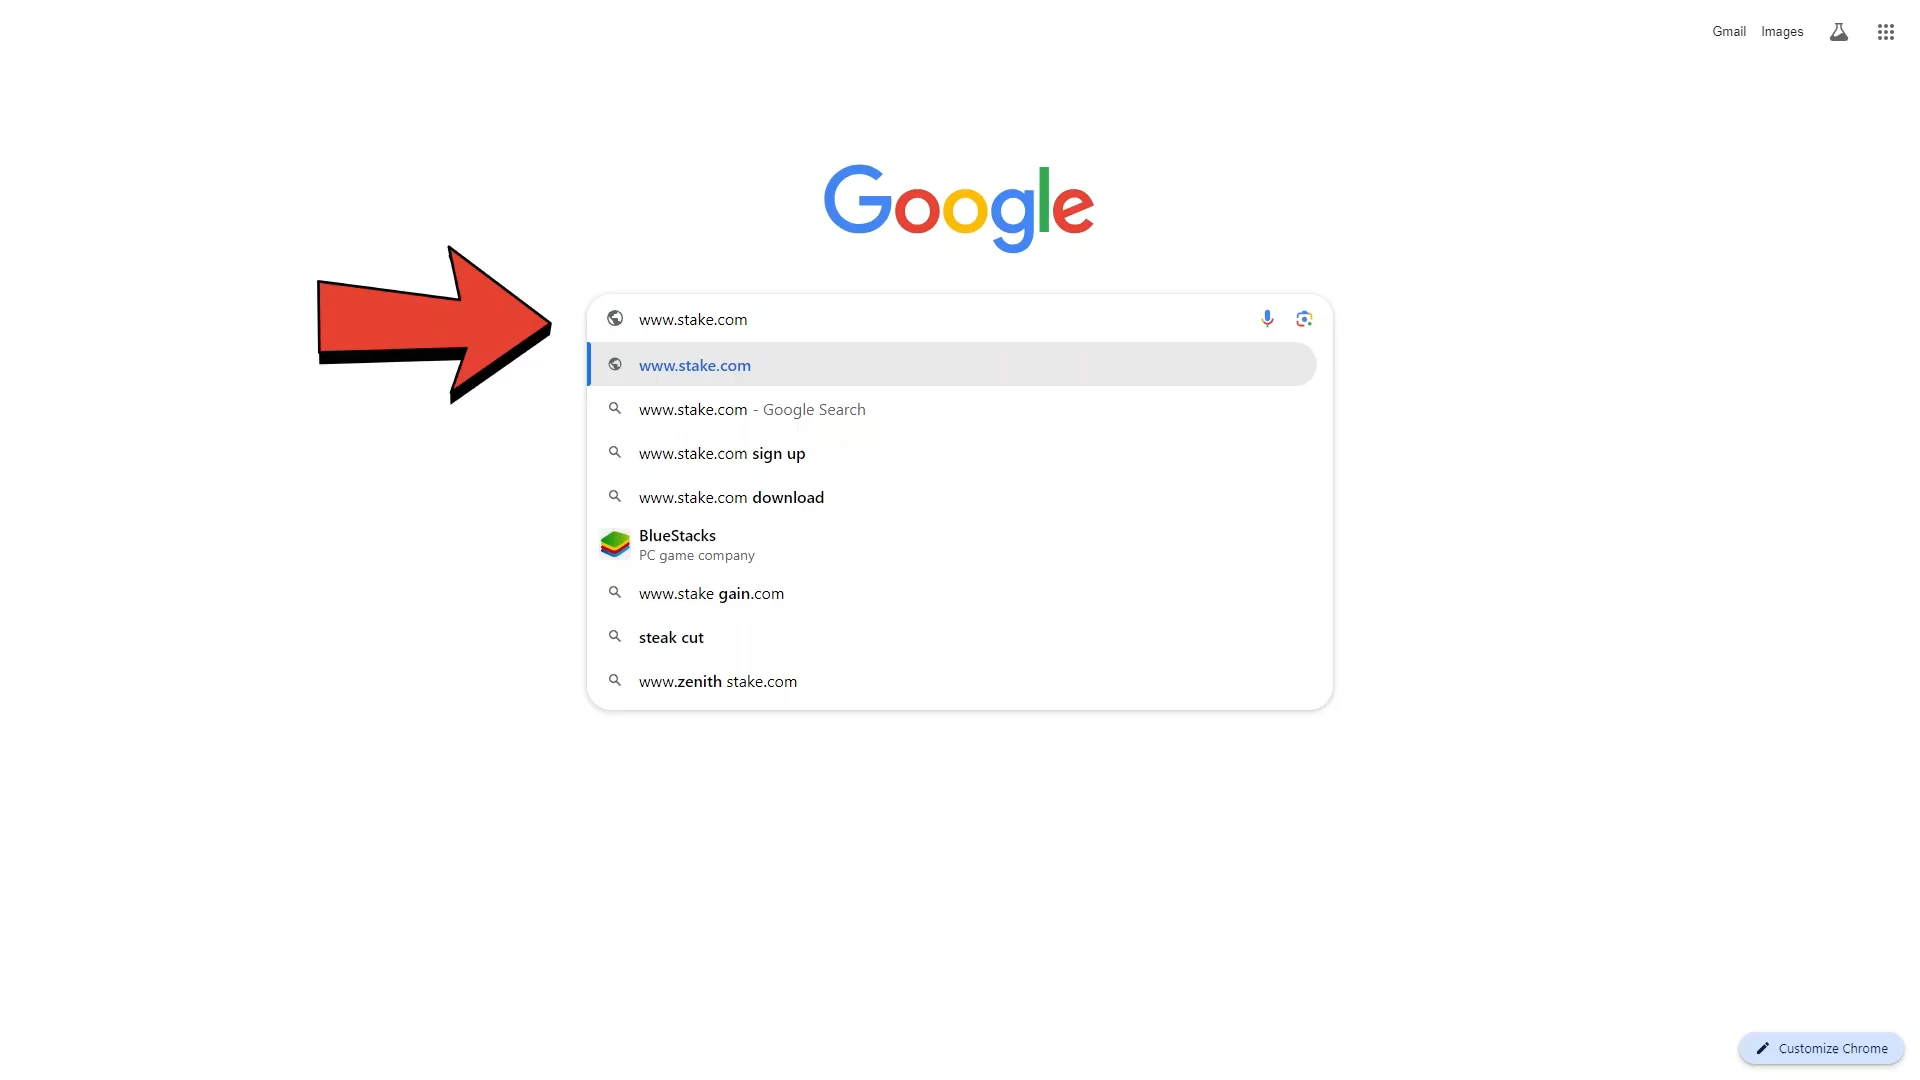 Gmail Images
Google
www.stake.com
www.stake.com
www.stake.com - Google Search
www.stake.com sign up
www.stake.com download
BlueStacks
PC game company
www.stake gain.com
steak cut
www.zenith stake.com
Customize Chrome